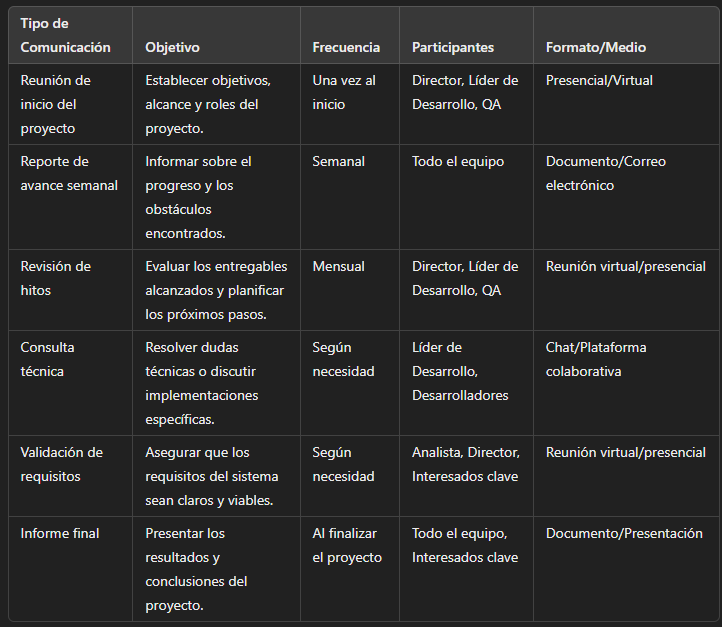 Tipo de
Comunicación
Objetivo
Frecuencia
Participantes
Formato/Medio
Reunión de
inicio del
proyecto
Establecer objetivos,
alcance y roles del
proyecto.
Una vez al
inicio
Director, Líder de
Desarrollo, QA
Presencial/Virtual
Reporte de
avance semanal
Informar sobre el
progreso y los
obstáculos
encontrados.
Semanal
Todo el equipo
Documento/Correo
electrónico
Revisión de
hitos
Evaluar los entregables
alcanzados y planificar
los próximos pasos.
Mensual
Director, Líder de
Desarrollo, QA
Reunión virtual/presencial
Consulta
técnica
Resolver dudas
técnicas o discutir
implementaciones
específicas.
Según
necesidad
Líder de
Desarrollo,
Desarrolladores
Chat/Plataforma
colaborativa
Validación de
requisitos
Asegurar que los
requisitos del sistema
sean claros y viables.
Según
necesidad
Analista, Director,
Interesados clave
Reunión virtual/presencial
Informe final
Presentar los
resultados y
conclusiones del
proyecto.
Al finalizar
el proyecto
Todo el equipo,
Interesados clave
Documento/Presentación